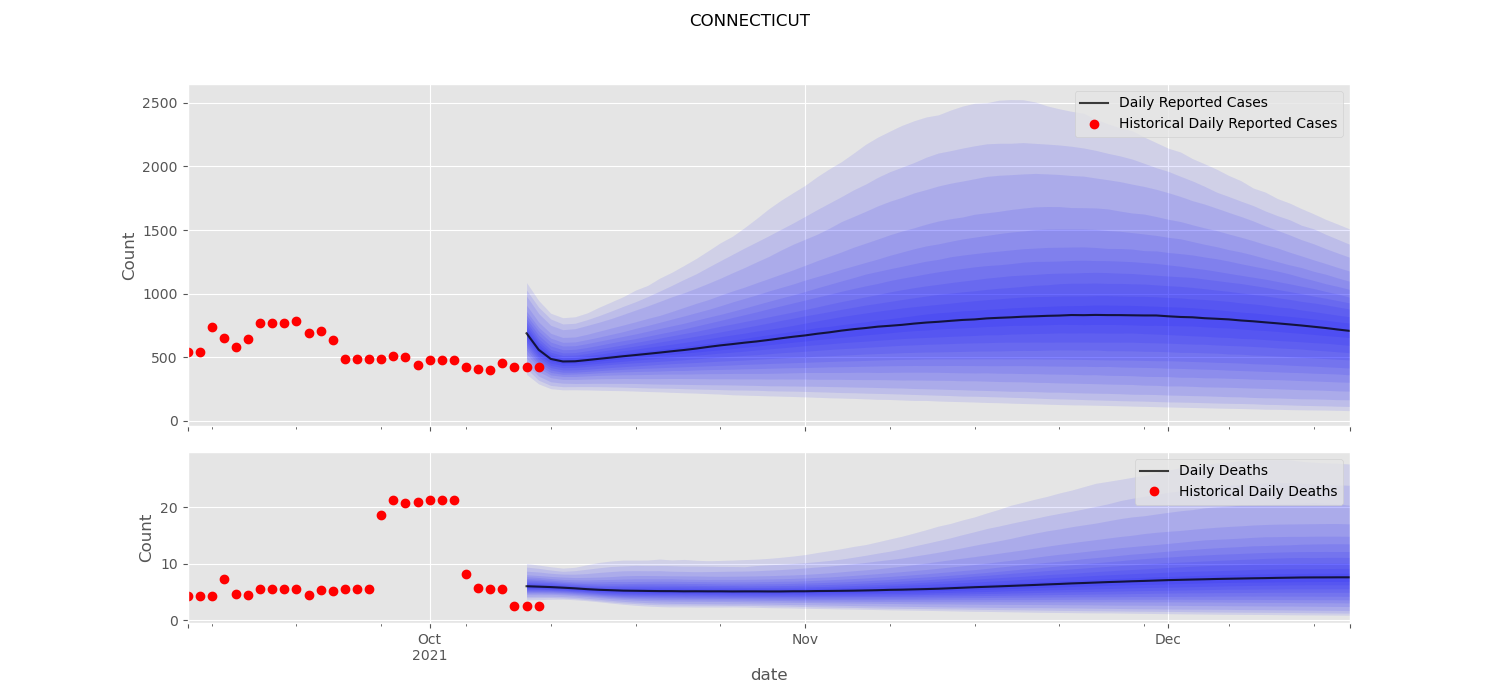 CONNECTICUT
Count
2500
2000
1500
1000
500
0
Daily Reported Cases
Historical Daily Reported Cases
Count
20
10
0
Daily Deaths
Historical Daily Deaths
Oct
2021
Nov
Dec
date